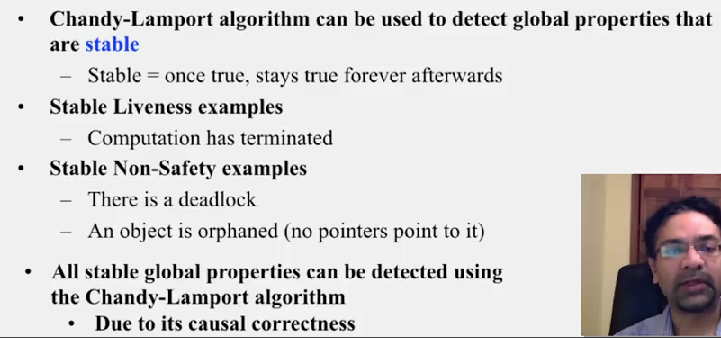 • Chandy-Lamport algorithm can be used to detect global properties that
are stable
– Stable = once true, stays true forever afterwards
• Stable Liveness examples
– Computation has terminated
• Stable Non-Safety examples
– There is a deadlock
– An object is orphaned (no pointers point to it)
• All stable global properties can be detected using
the Chandy-Lamport algorithm
• Due to its causal correctness